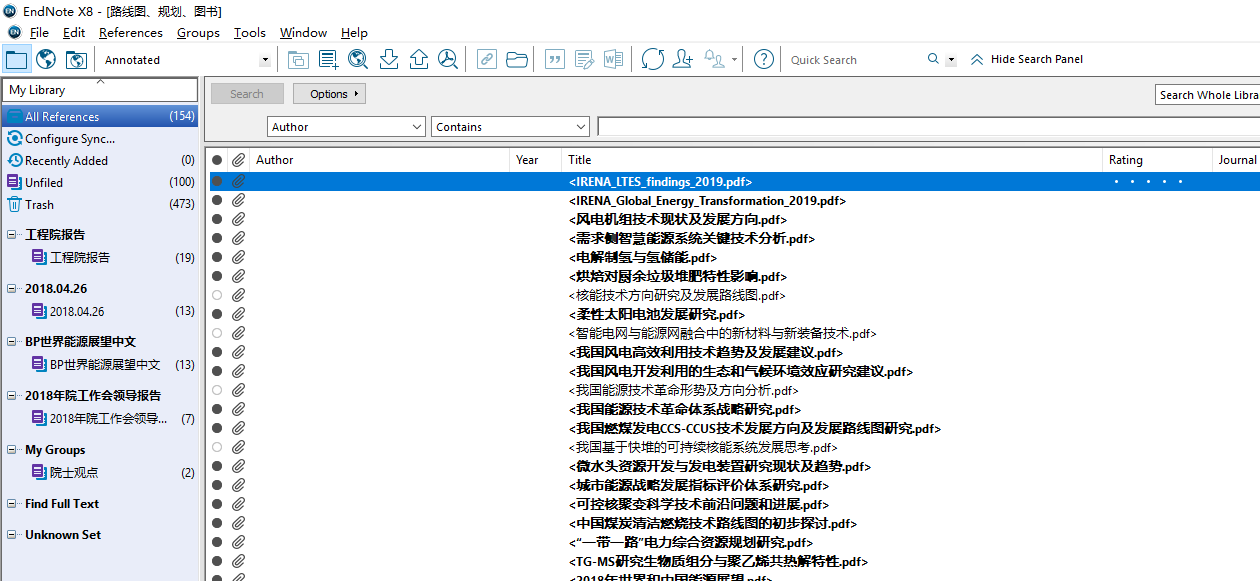 EndNote X8 - [路线图、规划、图书]
File Edit References Groups Tools Window Help
Annotated Quick Search Hide Search Panel
My Library
All References (154)
Configure Sync...
Recently Added (0)
Unfiled (100)
Trash (473)
工程院报告
工程院报告 (19)
2018.04.26
2018.04.26 (13)
BP世界能源展望中文
BP世界能源展望中文 (13)
2018年院工作会领导报告
2018年院工作会领导... (7)
My Groups
院士观点 (2)
Find Full Text
Unknown Set
Search Options Search Whole Libra
Author Contains
Author Year Title Rating Journal
<IRENA_LTES_findings_2019.pdf>
<IRENA_Global_Energy_Transformation_2019.pdf>
<风电机组技术现状及发展方向.pdf>
<需求侧智慧能源系统关键技术分析.pdf>
<电解制氢与氢储能.pdf>
<烘焙对厨余垃圾堆肥特性影响.pdf>
<核能技术方向研究及发展路线图.pdf>
<柔性太阳电池发展研究.pdf>
<智能电网与能源网融合中的新材料与新装备技术.pdf>
<我国风电高效利用技术趋势及发展建议.pdf>
<我国风电开发利用的生态和气候环境效应研究建议.pdf>
<我国能源技术革命形势及方向分析.pdf>
<我国能源技术革命体系战略研究.pdf>
<我国燃煤发电CCS-CCUS技术发展方向及发展路线图研究.pdf>
<我国基于快堆的可持续核能系统发展思考.pdf>
<微水头资源开发与发电装置研究现状及趋势.pdf>
<城市能源战略发展指标评价体系研究.pdf>
<可控核聚变科学技术前沿问题和进展.pdf>
<中国煤炭清洁燃烧技术路线图的初步探讨.pdf>
<“一带一路”电力综合资源规划研究.pdf>
<TG-MS研究生物质组分与聚乙烯共热解特性.pdf>
<2018年世界和中国能源展望.pdf>